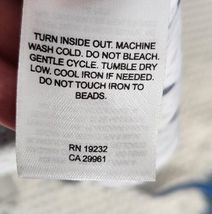 TURN INSIDE OUT. MACHINE
WASH COLD. DO NOT BLEACH.
GENTLE CYCLE. TUMBLE DRY
LOW. COOL IRON IF NEEDED.
DO NOT TOUCH IRON TO
BEADS.
RN 19232
CA 29961